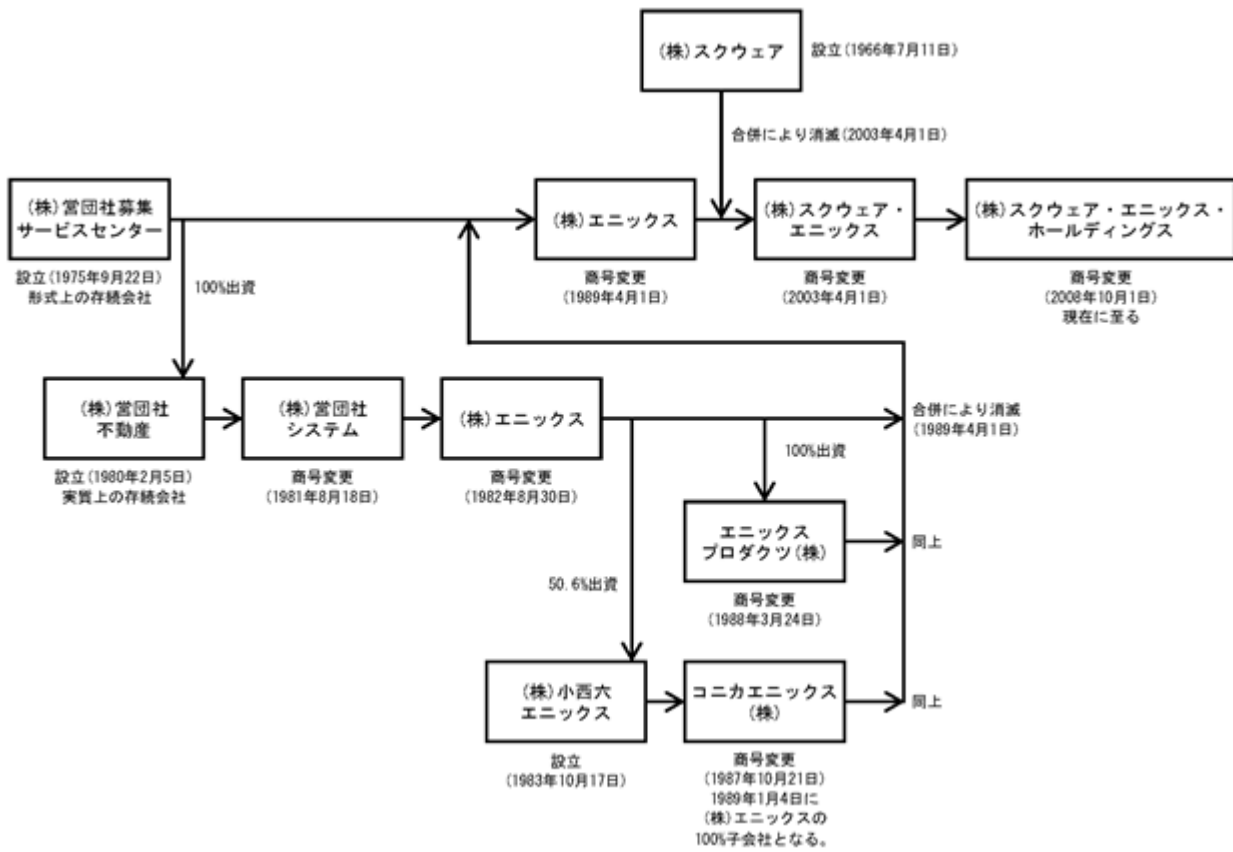 (株)スクウェア
設立(1966年7月11日)
合併により消滅(2003年4月1日)
(株)営団社募集
サービスセンター
設立(1975年9月22日)
形式上の存続会社
100%出資
(株)エニックス
商号変更
(1989年4月1日)
(株)スクウェア・
エニックス
商号変更
(2003年4月1日)
(株)スクウェア・エニックス・
ホールディングス
商号変更
(2008年10月1日)
現在に至る
(株)営団社
不動産
設立(1980年2月5日)
実質上の存続会社
(株)営団社
システム
商号変更
(1981年8月18日)
(株)エニックス
商号変更
(1982年8月30日)
合併により消滅
(1989年4月1日)
100%出資
エニックス
プロダクツ(株)
商号変更
(1988年3月24日)
同上
50.6%出資
(株)小西六
エニックス
設立
(1983年10月17日)
コニカエニックス
(株)
商号変更
(1987年10月21日)
1989年1月4日に
(株)エニックスの
100%子会社となる。
同上